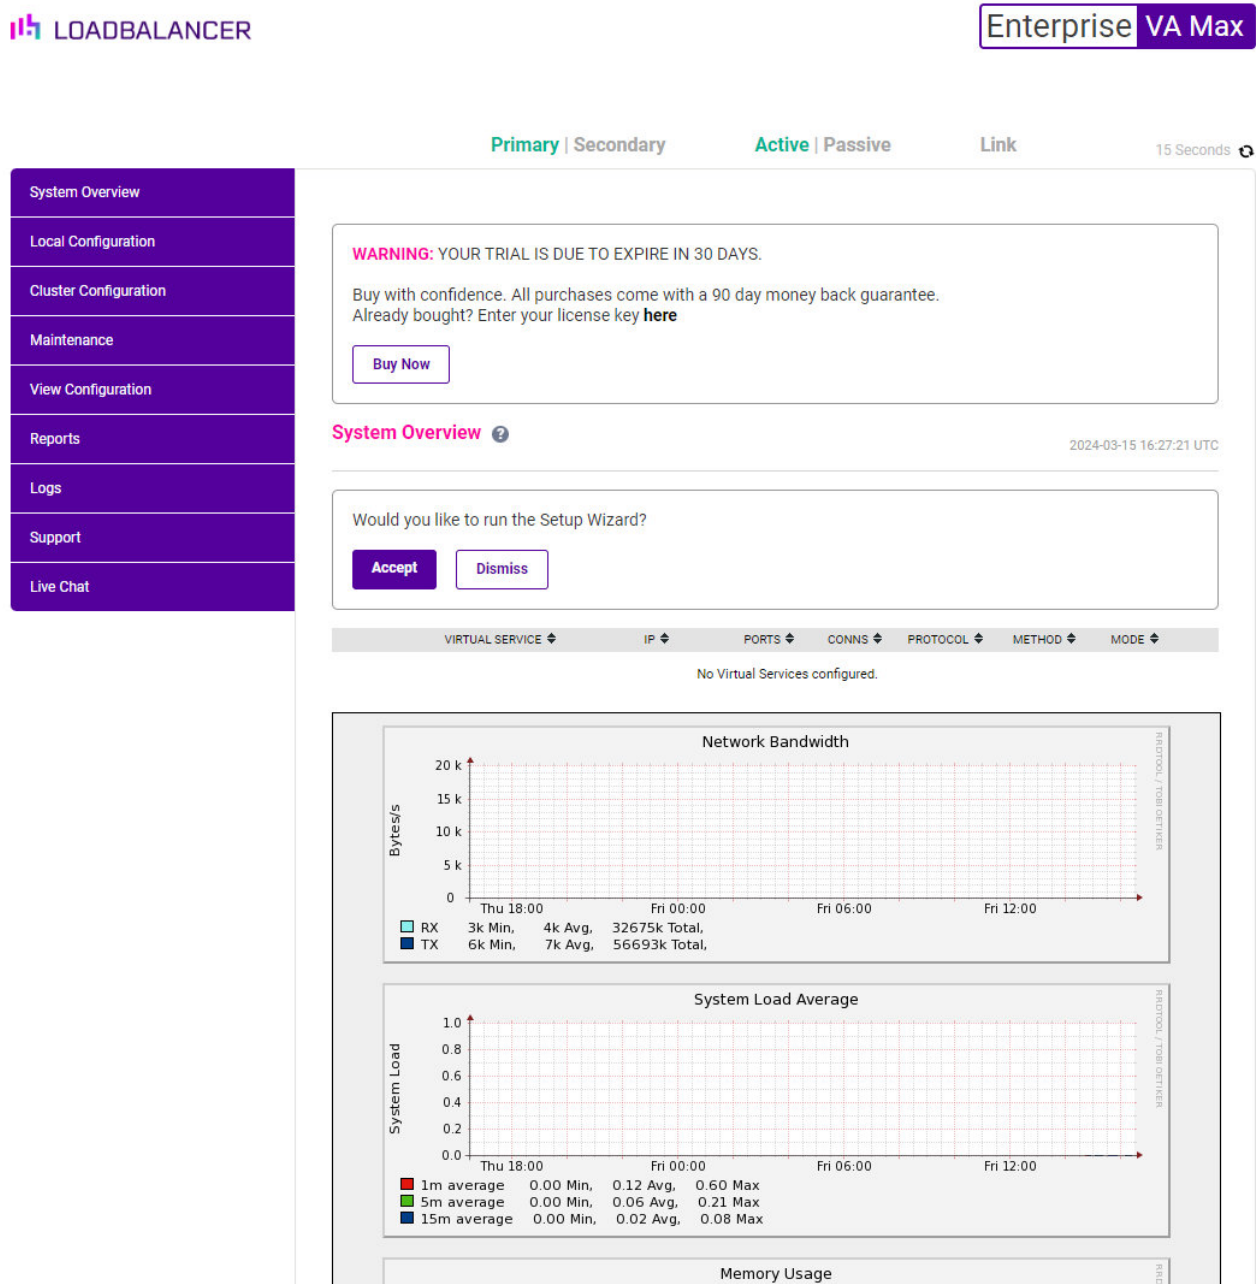 LOADBALANCER
Enterprise VA Max
Primary | Secondary Active | Passive Link 15 Seconds
System Overview
Local Configuration
Cluster Configuration
Maintenance
View Configuration
Reports
Logs
Support
Live Chat
WARNING: YOUR TRIAL IS DUE TO EXPIRE IN 30 DAYS.
Buy with confidence. All purchases come with a 90 day money back guarantee.
Already bought? Enter your license key here
Buy Now
System Overview ?
2024-03-15 16:27:21 UTC
Would you like to run the Setup Wizard?
Accept Dismiss
VIRTUAL SERVICE IP PORTS CONNS PROTOCOL METHOD MODE
No Virtual Services configured.
Network Bandwidth
RRDTOOL / TOBI OETIKER
Bytes/s
20 k
15 k
10 k
5 k
0
Thu 18:00 Fri 00:00 Fri 06:00 Fri 12:00
RX 3k Min, 4k Avg, 32675k Total,
TX 6k Min, 7k Avg, 56693k Total,
System Load Average
RRDTOOL / TOBI OETIKER
System Load
1.0
0.8
0.6
0.4
0.2
0.0
Thu 18:00 Fri 00:00 Fri 06:00 Fri 12:00
1m average 0.00 Min, 0.12 Avg, 0.60 Max
5m average 0.00 Min, 0.06 Avg, 0.21 Max
15m average 0.00 Min, 0.02 Avg, 0.08 Max
Memory Usage